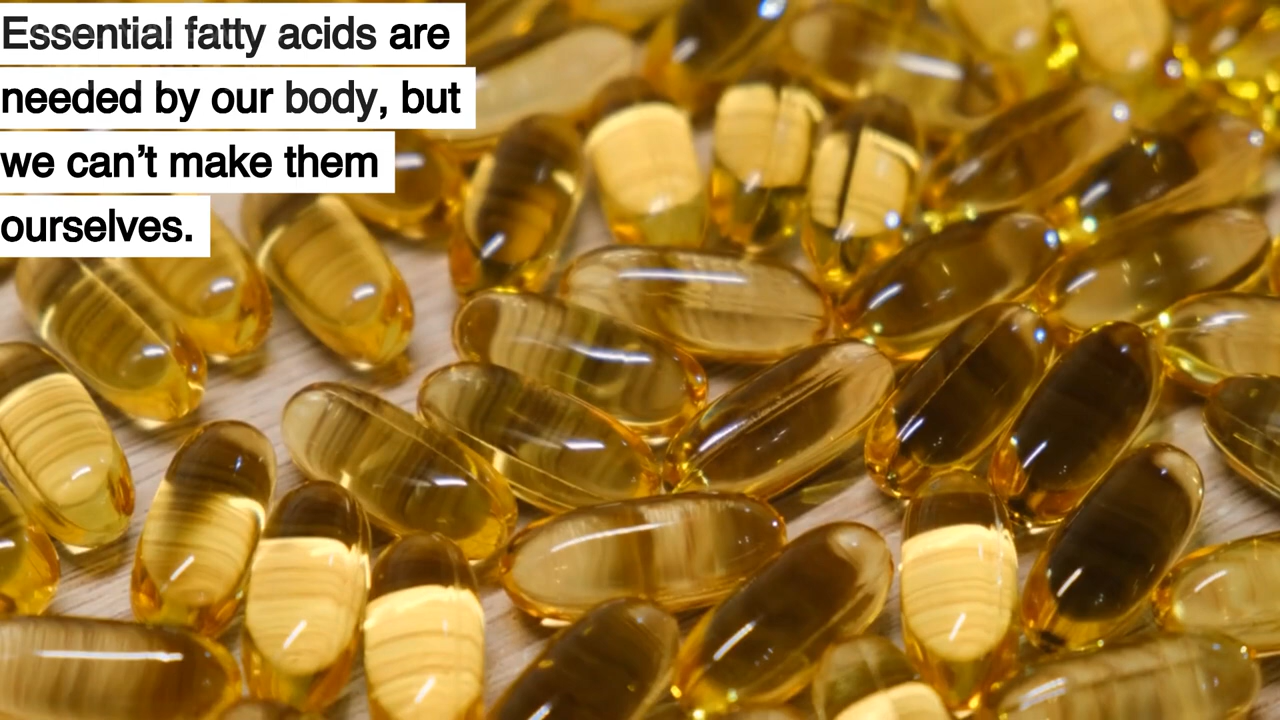 Essential fatty acids are
needed by our body, but
we can’t make them
ourselves.